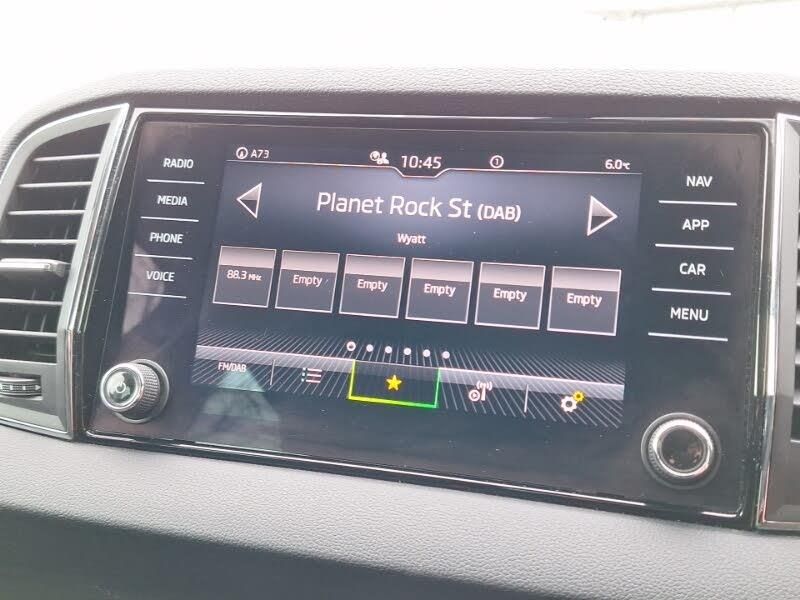 RADIO
MEDIA
PHONE
VOICE
A73
10:45
1
6.0℃
Planet Rock St (DAB)
Wyatt
88.3 MHz
Empty
Empty
Empty
Empty
Empty
FM/DAB
NAV
APP
CAR
MENU